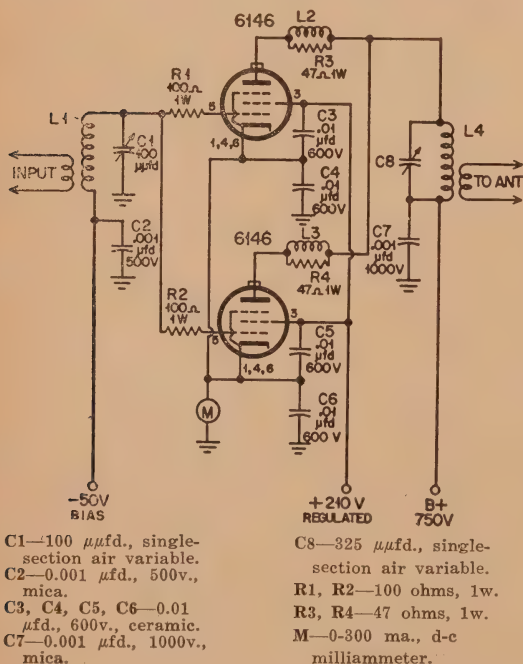 6146
L2
R3
47Ω 1W
R1
100Ω
1W
L1
5
3
C3
.01
µfd
600V
C1
100
µµfd
1,4,6
L4
C8
INPUT
TO ANT.
C4
.01
600V
C2
.001
µfd
500V
6146
L3
R4
47Ω 1W
C7
.001
µfd
1000V
R2
100Ω
1W
5
3
C5
.01
µfd
600V
1,4,6
M
C6
.01
µfd
600V
-50V
BIAS
+210V
REGULATED
B+
750V
C1—100 µµfd., single-
section air variable.
C2—0.001 µfd., 500v.,
mica.
C3, C4, C5, C6—0.01
µfd., 600v., ceramic.
C7—0.001 µfd., 1000v.,
mica.
C8—325 µµfd., single-
section air variable.
R1, R2—100 ohms, 1w.
R3, R4—47 ohms, 1w.
M—0-300 ma., d-c
milliammeter.